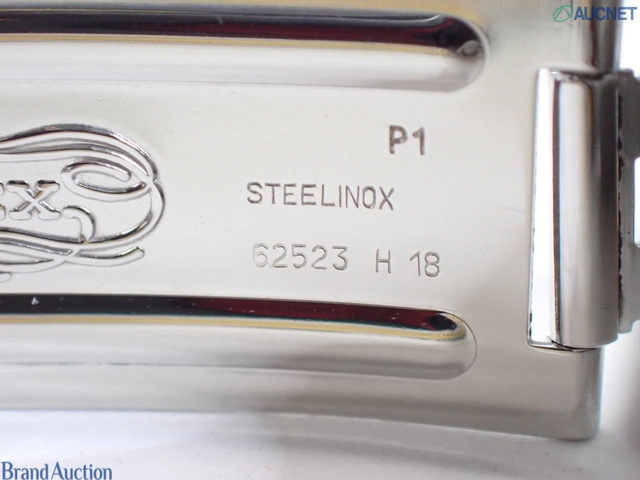 AUCNET
P1
STEELINOX
62523 H 18
Brand Auction